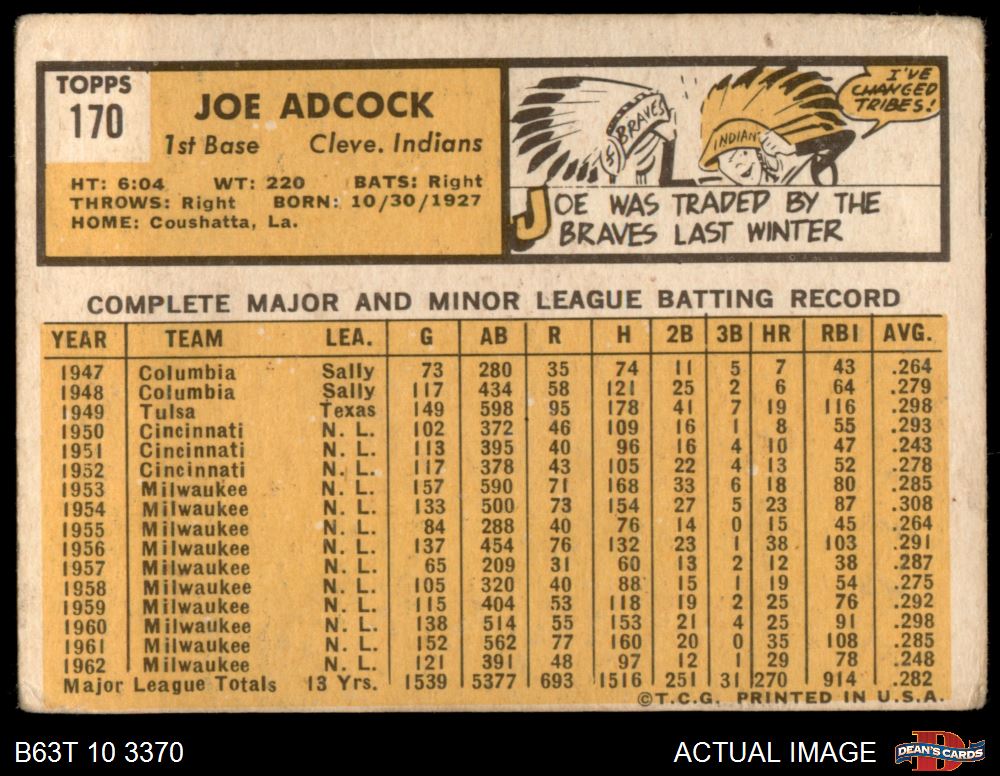 TOPPS
170
JOE ADCOCK
1st Base Cleve. Indians
HT: 6:04 WT: 220 BATS: Right
THROWS: Right BORN: 10/30/1927
HOME: Coushatta, La.
BRAVES
INDIANS
I'VE
CHANGED
TRIBES!
JOE WAS TRADED BY THE
BRAVES LAST WINTER
COMPLETE MAJOR AND MINOR LEAGUE BATTING RECORD
YEAR TEAM LEA. G AB R H 2B 3B HR RBI AVG.
1947 Columbia Sally 73 280 35 74 11 5 7 43 .264
1948 Columbia Sally 117 434 58 121 25 2 6 64 .279
1949 Tulsa Texas 149 598 95 178 41 7 19 116 .298
1950 Cincinnati N. L. 102 372 46 109 16 1 8 55 .293
1951 Cincinnati N. L. 113 395 40 96 16 4 10 47 .243
1952 Cincinnati N. L. 117 378 43 105 22 4 13 52 .278
1953 Milwaukee N. L. 157 590 71 168 33 6 18 80 .285
1954 Milwaukee N. L. 133 500 73 154 27 5 23 87 .308
1955 Milwaukee N. L. 84 288 40 76 14 0 15 45 .264
1956 Milwaukee N. L. 137 454 76 132 23 1 38 103 .291
1957 Milwaukee N. L. 65 209 31 60 13 2 12 38 .287
1958 Milwaukee N. L. 105 320 40 88 15 1 19 54 .275
1959 Milwaukee N. L. 115 404 53 118 19 2 25 76 .292
1960 Milwaukee N. L. 138 514 55 153 21 4 25 91 .298
1961 Milwaukee N. L. 152 562 77 160 20 0 35 108 .285
1962 Milwaukee N. L. 121 391 48 97 12 1 29 78 .248
Major League Totals 13 Yrs. 1539 5377 693 1516 251 31 270 914 .282
©T.C.G. PRINTED IN U.S.A.
B63T 10 3370
ACTUAL IMAGE
DEAN'S CARDS